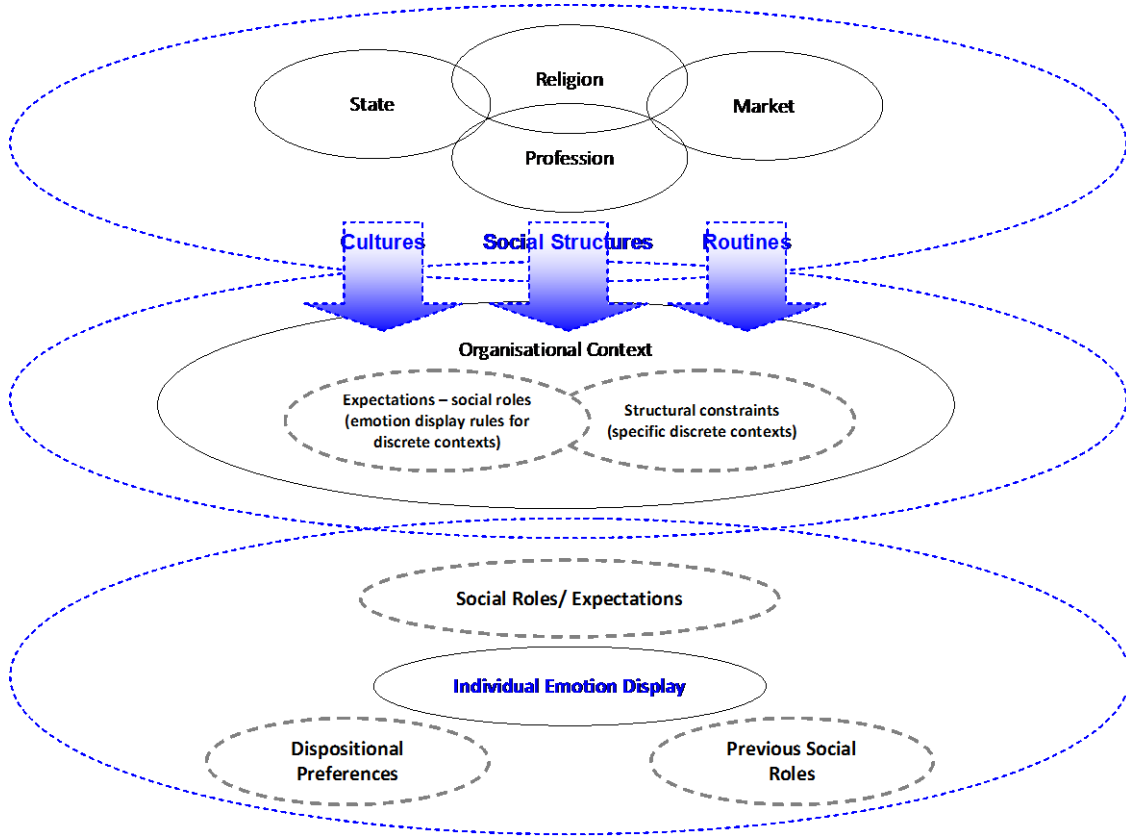 Religion
State
Market
Profession
Cultures
Social Structures
Routines
Organisational Context
Expectations – social roles
(emotion display rules for
discrete contexts)
Structural constraints
(specific discrete contexts)
Social Roles/ Expectations
Individual Emotion Display
Dispositional
Preferences
Previous Social
Roles